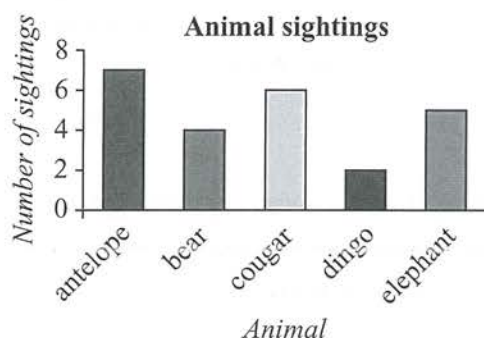 Animal sightings
Number of sightings
8
6
4
2
0
antelope
bear
cougar
dingo
elephant
Animal